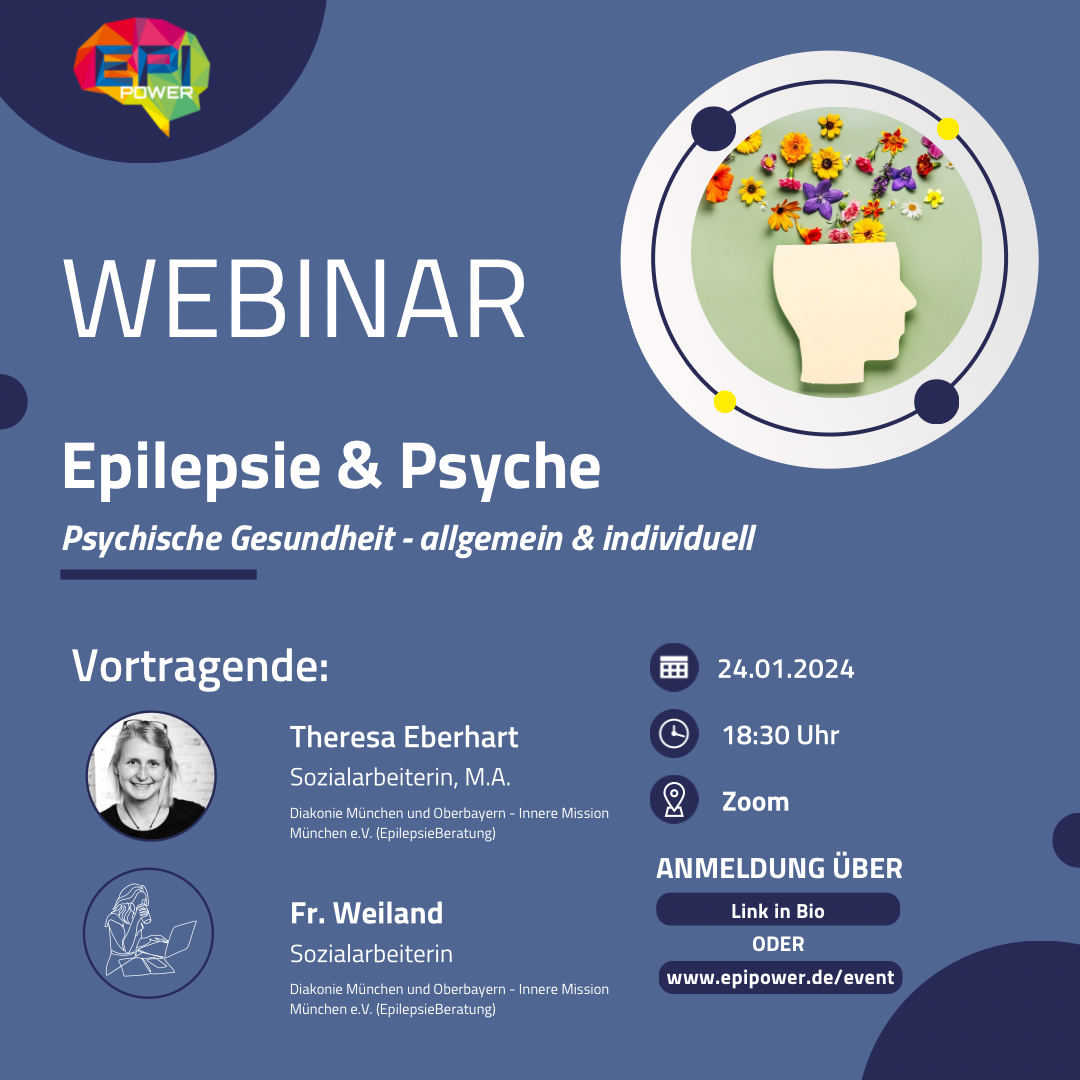 EPI
POWER
WEBINAR
Epilepsie & Psyche
Psychische Gesundheit - allgemein & individuell
Vortragende:
Theresa Eberhart
Sozialarbeiterin, M.A.
Diakonie München und Oberbayern - Innere Mission
München e.V. (EpilepsieBeratung)
Fr. Weiland
Sozialarbeiterin
Diakonie München und Oberbayern - Innere Mission
München e.V. (EpilepsieBeratung)
24.01.2024
18:30 Uhr
Zoom
ANMELDUNG ÜBER
Link in Bio
ODER
www.epipower.de/event